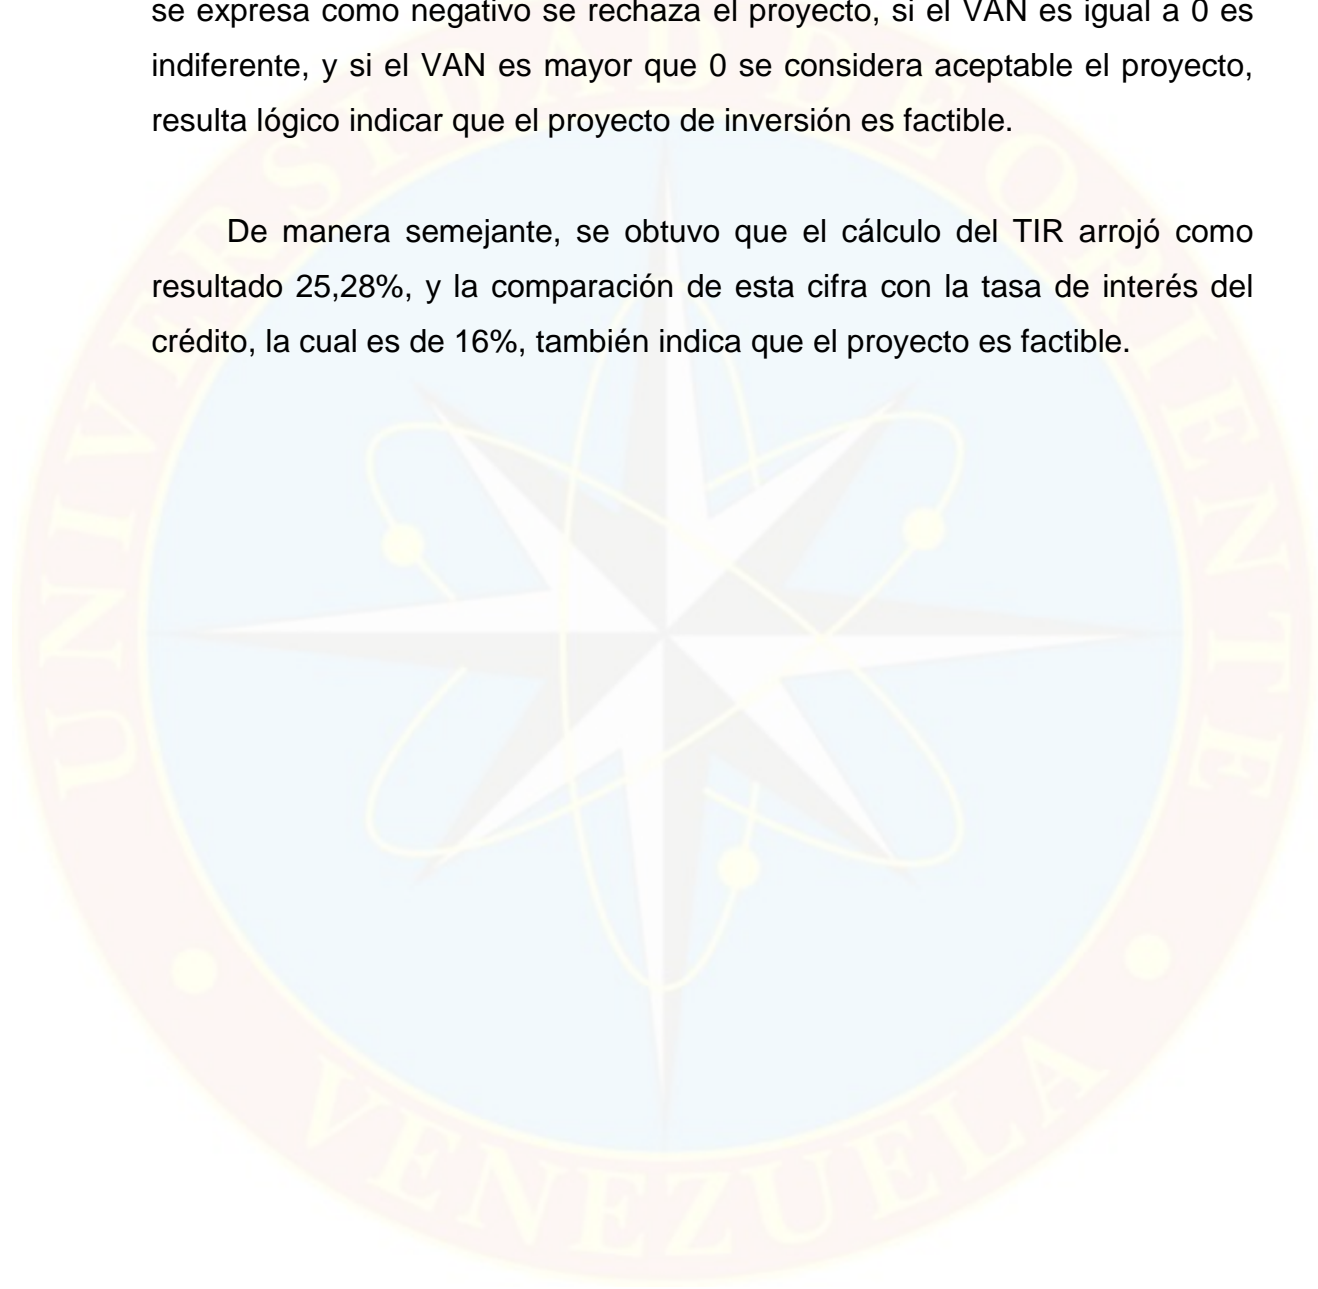 se expresa como negativo se rechaza el proyecto, si el VAN es igual a 0 es
indiferente, y si el VAN es mayor que 0 se considera aceptable el proyecto,
resulta lógico indicar que el proyecto de inversión es factible.
De manera semejante, se obtuvo que el cálculo del TIR arrojó como
resultado 25,28%, y la comparación de esta cifra con la tasa de interés del
crédito, la cual es de 16%, también indica que el proyecto es factible.
UNIVERSIDAD DE ORIENTE
VENEZUELA